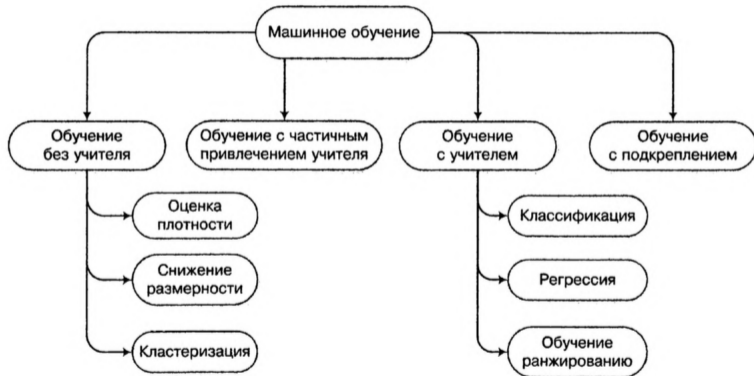 Машинное обучение
Обучение
без учителя
Обучение с частичным
привлечением учителя
Обучение
с учителем
Обучение
с подкреплением
Оценка
плотности
Снижение
размерности
Кластеризация
Классификация
Регрессия
Обучение
ранжированию